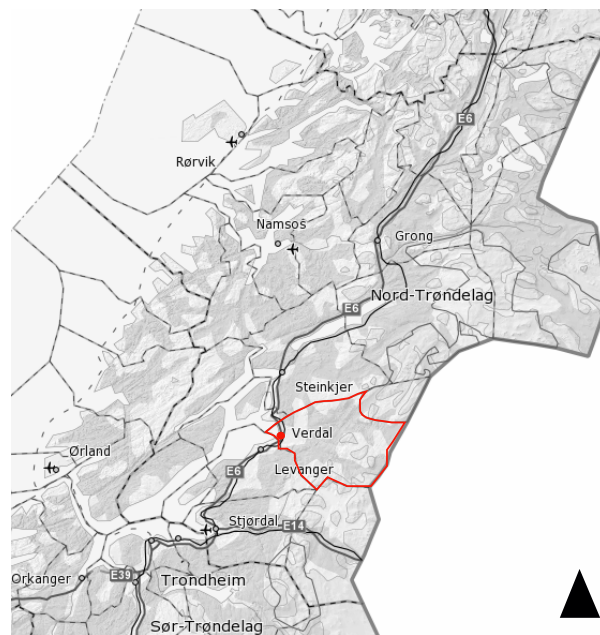 E6
Rørvik
Namsos
Grong
Nord-Trøndelag
E6
Steinkjer
Verdal
Ørland
E6
Levanger
Stjørdal
E14
Orkanger
E39
Trondheim
Sør-Trøndelag